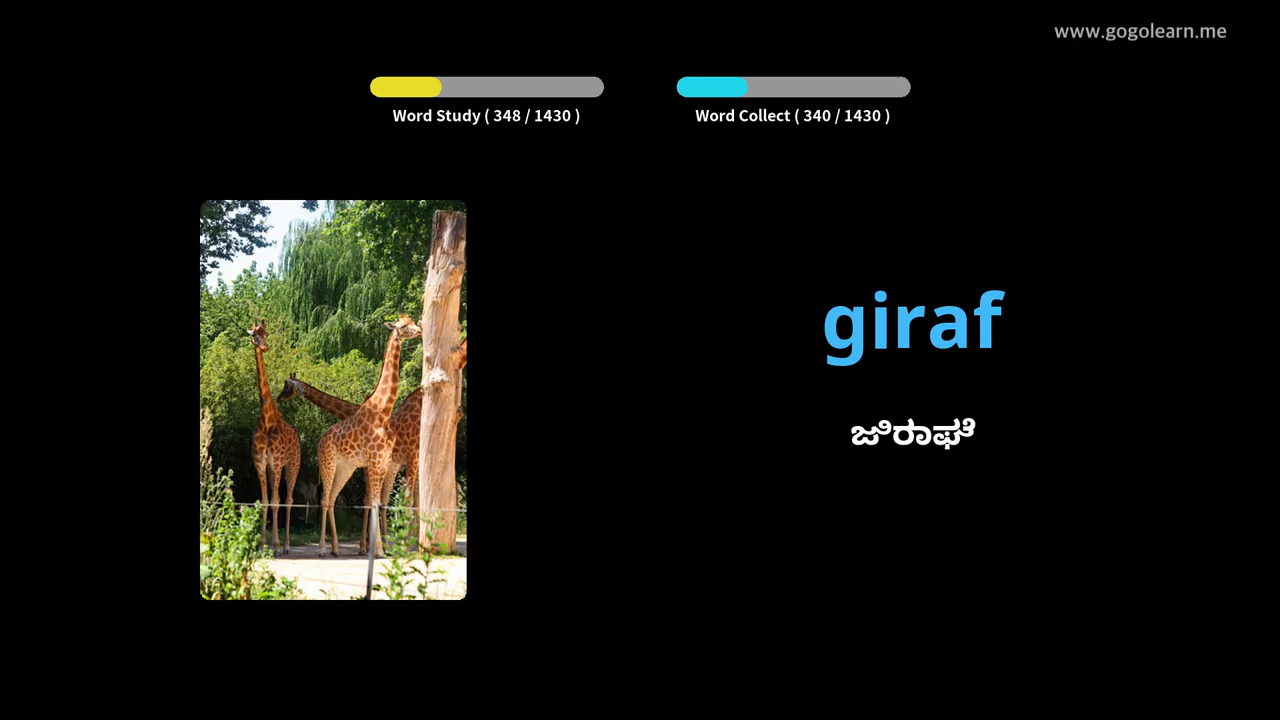 www.gogolearn.me
Word Study ( 348 / 1430 )
Word Collect ( 340 / 1430 )
giraf
ಜಿರಾಫೆ